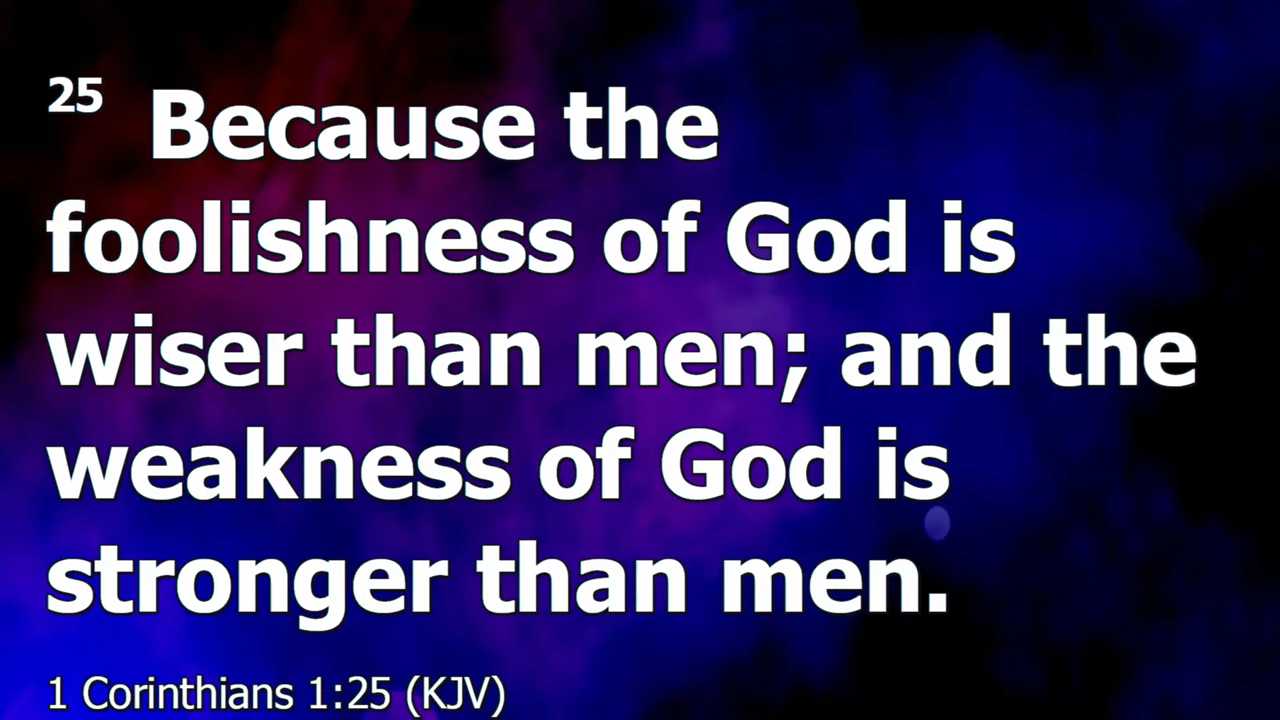 25 Because the
foolishness of God is
wiser than men; and the
weakness of God is
stronger than men.
1 Corinthians 1:25 (KJV)